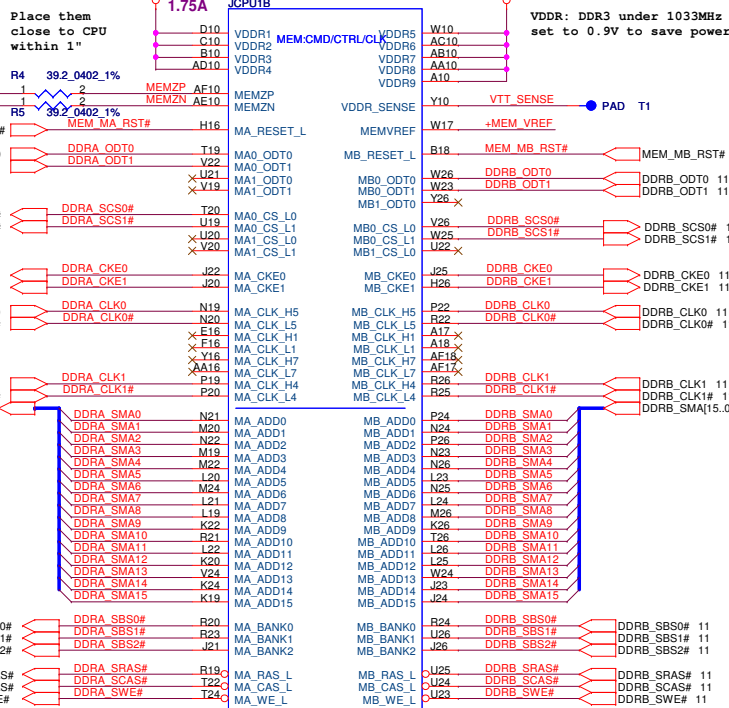 1.75A JCPU1B
Place them
close to CPU
within 1"
VDDR: DDR3 under 1033MHz
set to 0.9V to save power
D10 VDDR1 MEM:CMD/CTRL/CLK VDDR5 W10
C10 VDDR2 VDDR6 AC10
B10 VDDR3 VDDR7 AB10
AD10 VDDR4 VDDR8 AA10
VDDR9 A10
R4 39.2_0402_1%
1 2 MEMZP AF10 MEMZP
1 2 MEMZN AE10 MEMZN VDDR_SENSE Y10 VTT_SENSE PAD T1
R5 39.2_0402_1%
MEM_MA_RST# H16 MA_RESET_L MEMVREF W17 +MEM_VREF
MB_RESET_L B18 MEM_MB_RST# MEM_MB_RST#
DDRA_ODT0 T19 MA0_ODT0
DDRA_ODT1 V22 MA0_ODT1
U21 MA1_ODT0 MB0_ODT0 W26 DDRB_ODT0 DDRB_ODT0 11
V19 MA1_ODT1 MB0_ODT1 W23 DDRB_ODT1 DDRB_ODT1 11
MB1_ODT0 Y26
DDRA_SCS0# T20 MA0_CS_L0
DDRA_SCS1# U19 MA0_CS_L1 MB0_CS_L0 V26 DDRB_SCS0# DDRB_SCS0# 1
U20 MA1_CS_L0 MB0_CS_L1 W25 DDRB_SCS1# DDRB_SCS1# 1
V20 MA1_CS_L1 MB1_CS_L0 U22
DDRA_CKE0 J22 MA_CKE0 MB_CKE0 J25 DDRB_CKE0 DDRB_CKE0 11
DDRA_CKE1 J20 MA_CKE1 MB_CKE1 H26 DDRB_CKE1 DDRB_CKE1 11
DDRA_CLK0 N19 MA_CLK_H5 MB_CLK_H5 P22 DDRB_CLK0 DDRB_CLK0 11
DDRA_CLK0# N20 MA_CLK_L5 MB_CLK_L5 R22 DDRB_CLK0# DDRB_CLK0# 1
E16 MA_CLK_H1 MB_CLK_H1 A17
F16 MA_CLK_L1 MB_CLK_L1 A18
Y16 MA_CLK_H7 MB_CLK_H7 AF18
AA16 MA_CLK_L7 MB_CLK_L7 AF17
DDRA_CLK1 P19 MA_CLK_H4 MB_CLK_H4 R26 DDRB_CLK1 DDRB_CLK1 11
DDRA_CLK1# P20 MA_CLK_L4 MB_CLK_L4 R25 DDRB_CLK1# DDRB_CLK1# 1
DDRB_SMA[15..0
DDRA_SMA0 N21 MA_ADD0 MB_ADD0 P24 DDRB_SMA0
DDRA_SMA1 M20 MA_ADD1 MB_ADD1 N24 DDRB_SMA1
DDRA_SMA2 N22 MA_ADD2 MB_ADD2 P26 DDRB_SMA2
DDRA_SMA3 M19 MA_ADD3 MB_ADD3 N23 DDRB_SMA3
DDRA_SMA4 M22 MA_ADD4 MB_ADD4 N26 DDRB_SMA4
DDRA_SMA5 L20 MA_ADD5 MB_ADD5 L23 DDRB_SMA5
DDRA_SMA6 M24 MA_ADD6 MB_ADD6 N25 DDRB_SMA6
DDRA_SMA7 L21 MA_ADD7 MB_ADD7 L24 DDRB_SMA7
DDRA_SMA8 L19 MA_ADD8 MB_ADD8 M26 DDRB_SMA8
DDRA_SMA9 K22 MA_ADD9 MB_ADD9 K26 DDRB_SMA9
DDRA_SMA10 R21 MA_ADD10 MB_ADD10 T26 DDRB_SMA10
DDRA_SMA11 L22 MA_ADD11 MB_ADD11 L26 DDRB_SMA11
DDRA_SMA12 K20 MA_ADD12 MB_ADD12 L25 DDRB_SMA12
DDRA_SMA13 V24 MA_ADD13 MB_ADD13 W24 DDRB_SMA13
DDRA_SMA14 K24 MA_ADD14 MB_ADD14 J23 DDRB_SMA14
DDRA_SMA15 K19 MA_ADD15 MB_ADD15 J24 DDRB_SMA15
0# DDRA_SBS0# R20 MA_BANK0 MB_BANK0 R24 DDRB_SBS0# DDRB_SBS0# 11
1# DDRA_SBS1# R23 MA_BANK1 MB_BANK1 U26 DDRB_SBS1# DDRB_SBS1# 11
2# DDRA_SBS2# J21 MA_BANK2 MB_BANK2 J26 DDRB_SBS2# DDRB_SBS2# 11
S# DDRA_SRAS# R19 MA_RAS_L MB_RAS_L U25 DDRB_SRAS# DDRB_SRAS# 11
S# DDRA_SCAS# T22 MA_CAS_L MB_CAS_L U24 DDRB_SCAS# DDRB_SCAS# 11
E# DDRA_SWE# T24 MA_WE_L MB_WE_L U23 DDRB_SWE# DDRB_SWE# 11